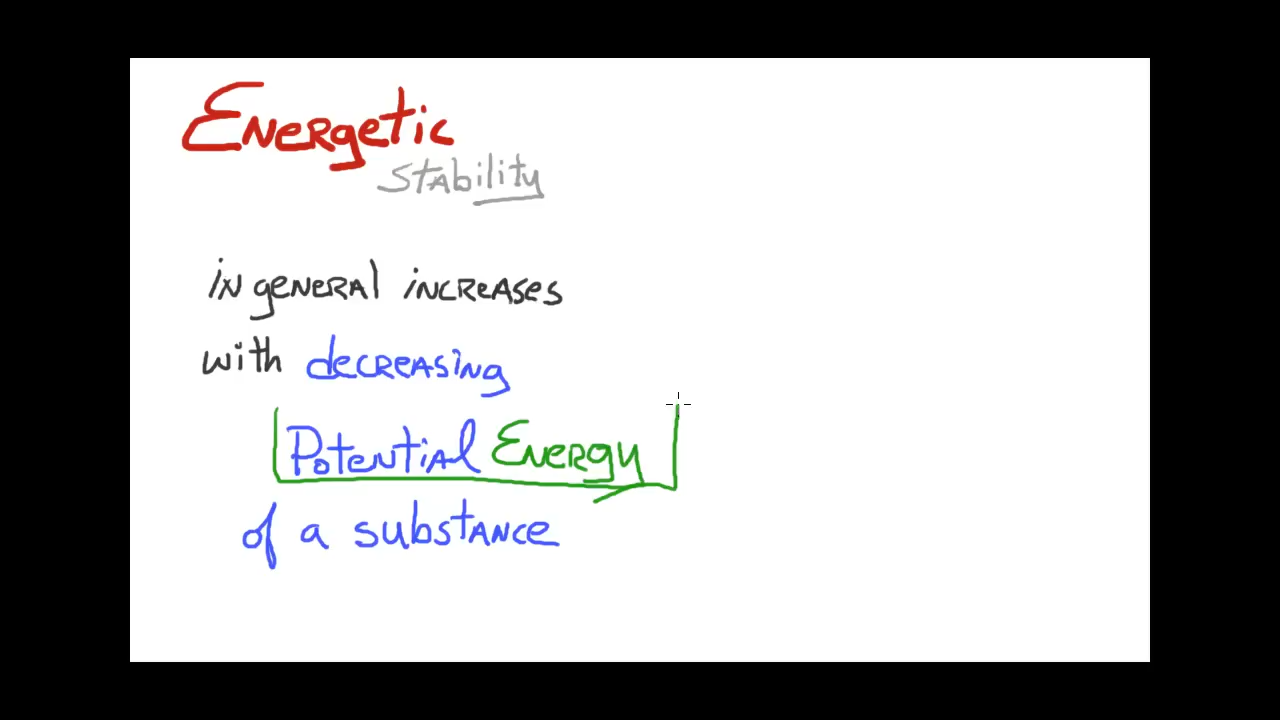 Energetic
Stability
in general increases
with decreasing
Potential Energy
of a substance